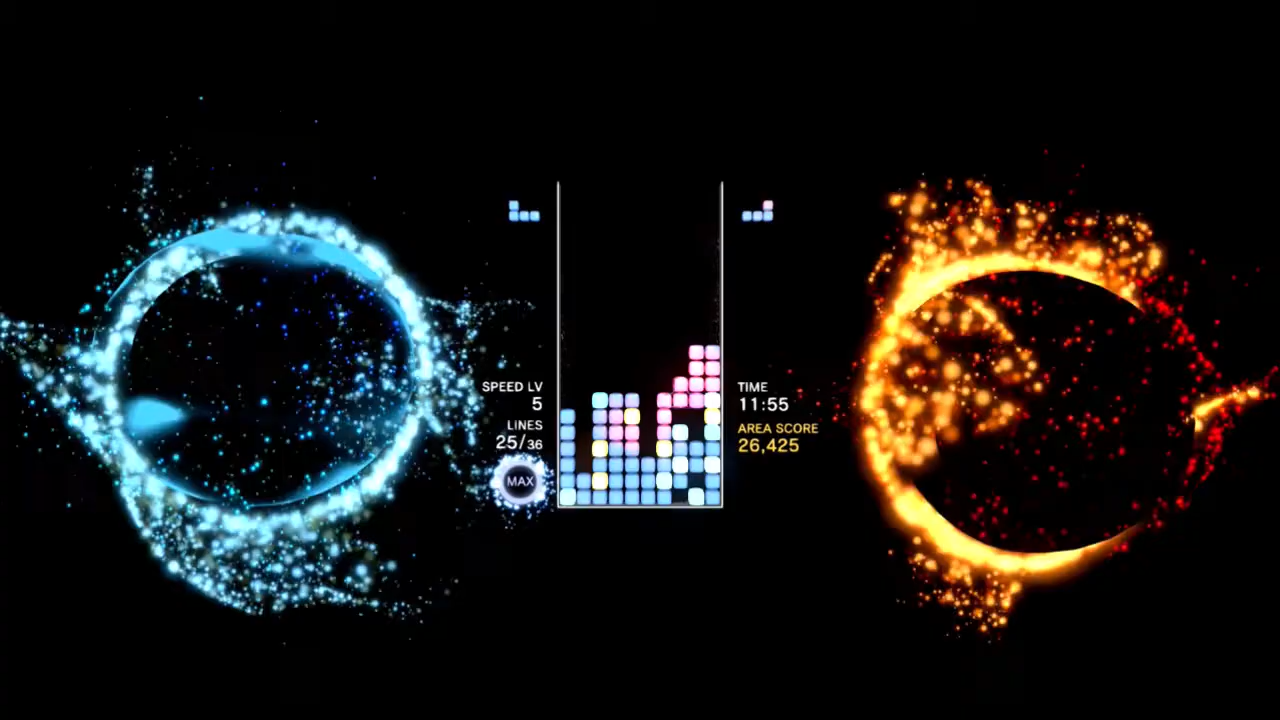 SPEED LV
5
LINES
25/36
MAX
TIME
11:55
AREA SCORE
26,425